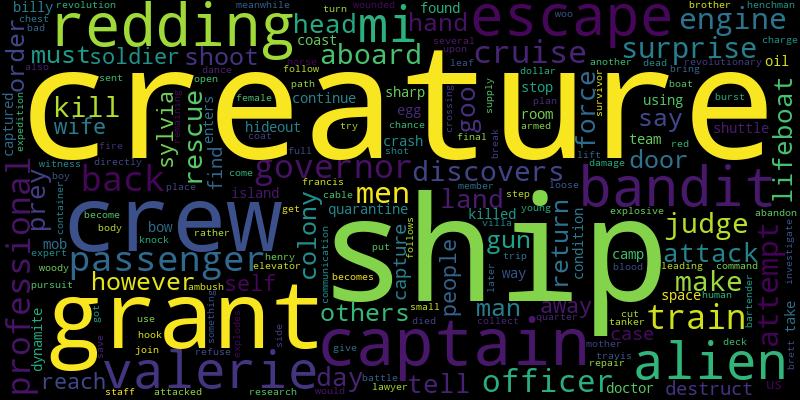 billy revolution meanwhile turn wounded brother henchman
redding mi head hand found escape woo engine
chest bad must soldier shoot coast aboard cruise several upon surprise charge
order also dance leaf another dead bring revolutionary oil
creature
captured expedition sent open follow path horse sharp dollar boat burst survivor
kill wife sylvia rescue female continue egg goo crossing supply stop plan force using say shuttle
hideout try chance room armed team red lifeboat
witness fire directly coat full crash shot final break lift damage door
find enters governor discovers
prey back come place island francis men land bandit
professional boy crew colony cable quarantine member step loose explosive
container become body bow get killed young judge abandon
mob knock rather ship gun villa camp attack
expert passenger henry elevator communication capture follows people trip return condition blood leading command
woody however ambush self becomes put small later way make space human
pursuit grant something others man away train attempt investigate
dynamite got use died collect quarter cut tanker case bartender take
hook side captain mother deck
save join refuse explodes give travis alien brett
reach valerie day battle tell officer repair doctor destruct us
staff attacked research would lawyer